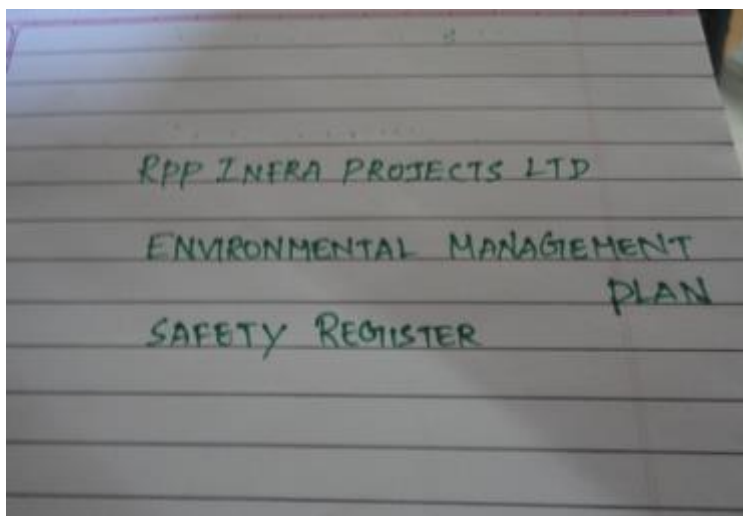 RPP INFRA PROJECTS LTD
ENVIRONMENTAL MANAGEMENT
PLAN
SAFETY REGISTER